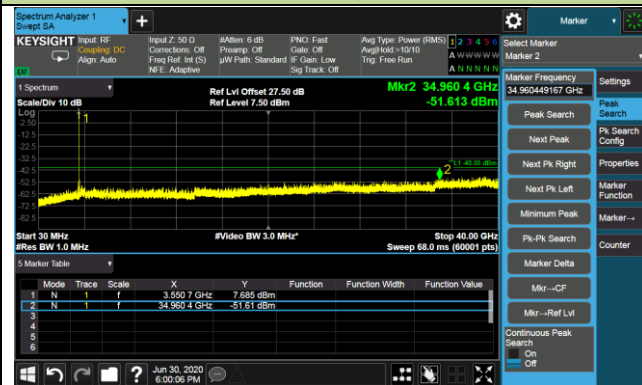 Spectrum Analyzer 1
Swept SA
Marker
KEYSIGHT Input: RF
Coupling: DC
Align: Auto
Input Z: 50 Ω
Corrections: Off
Freq Ref: Int (S)
NFE: Adaptive
#Atten: 6 dB
Preamp: Off
µW Path: Standard
PNO: Fast
Gate: Off
IF Gain: Low
Sig Track: Off
Avg Type: Power (RMS)
Avg|Hold:>10/10
Trig: Free Run
1 2 3 4 5 6
A W W W W W
A N N N N N
Select Marker
Marker 2
LW
1 Spectrum
Scale/Div 10 dB
Log
Ref Lvl Offset 27.50 dB
Ref Level 7.50 dBm
Mkr2 34.960 4 GHz
-51.613 dBm
-2.50
-12.5
-22.5
-32.5
-42.5
-52.5
-62.5
-72.5
-82.5
1
2
TL1 -40.00 dBm
Start 30 MHz
#Res BW 1.0 MHz
#Video BW 3.0 MHz*
Stop 40.00 GHz
Sweep 68.0 ms (60001 pts)
5 Marker Table
Mode Trace Scale X Y Function Function Width Function Value
1 N 1 f 3.550 7 GHz 7.685 dBm
2 N 1 f 34.960 4 GHz -51.61 dBm
3
4
5
6
Marker Frequency
34.960449167 GHz
Peak Search
Next Peak
Next Pk Right
Next Pk Left
Minimum Peak
Pk-Pk Search
Marker Delta
Mkr→CF
Mkr→Ref Lvl
Continuous Peak
Search
On
Off
Settings
Peak
Search
Pk Search
Config
Properties
Marker
Function
Marker→
Counter
?
Jun 30, 2020
6:00:06 PM